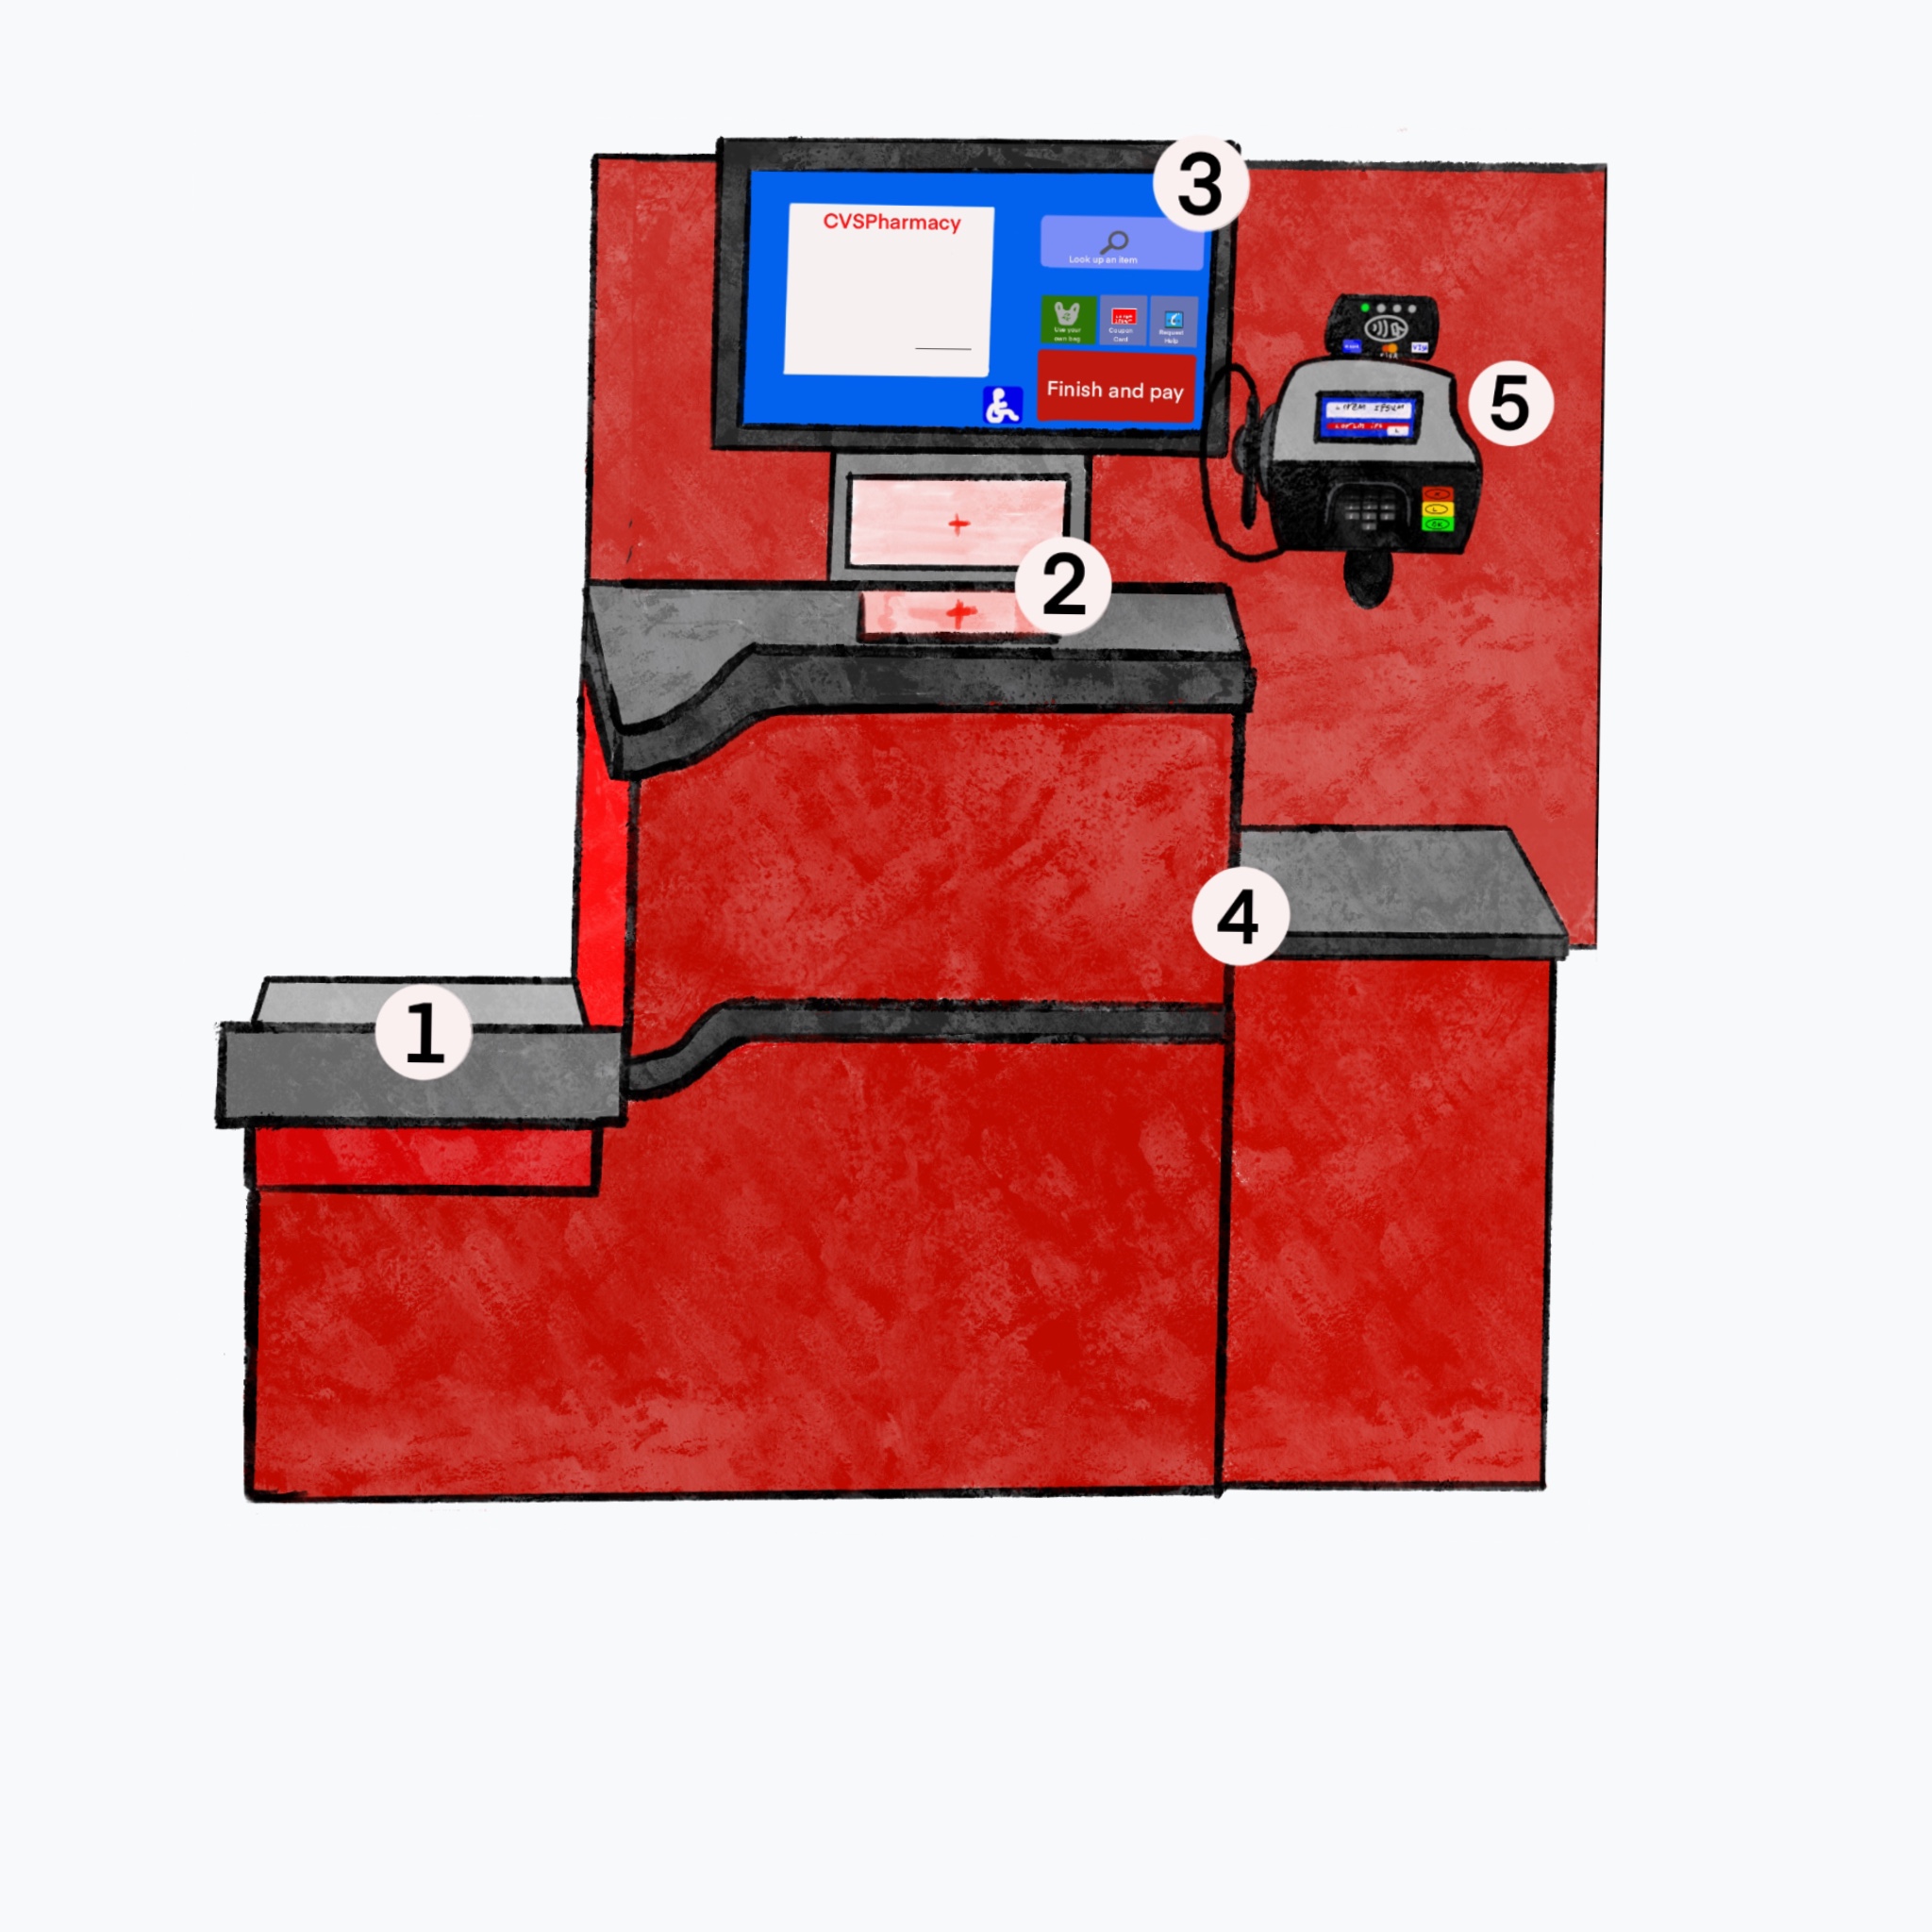 3
CVSPharmacy
Look up an item
Use your
own bag
Coupon
Card
Request
Help
Finish and pay
5
2
4
1